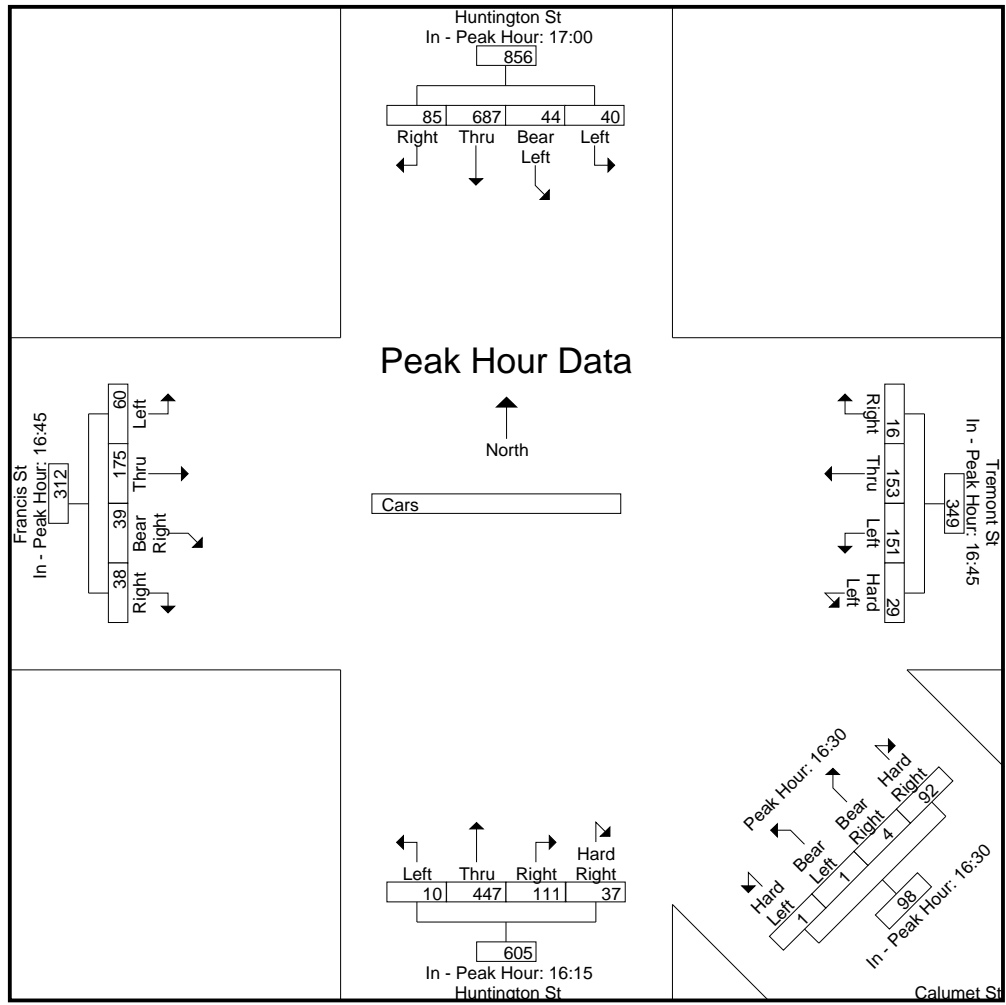 Huntington St
In - Peak Hour: 17:00
856
85 687 44 40
Right Thru Bear Left Left
Peak Hour Data
North
Cars
Francis St
In - Peak Hour: 16:45
312
60 175 39 38
Left Thru Bear Right Right
Tremont St
In - Peak Hour: 16:45
349
16 153 151 29
Right Thru Left Hard Left
Left Thru Right Hard Right
10 447 111 37
605
In - Peak Hour: 16:15
Huntington St
Peak Hour: 16:30
Hard Left Bear Left Bear Right Hard Right
1 1 4 92
98
In - Peak Hour: 16:30
Calumet St